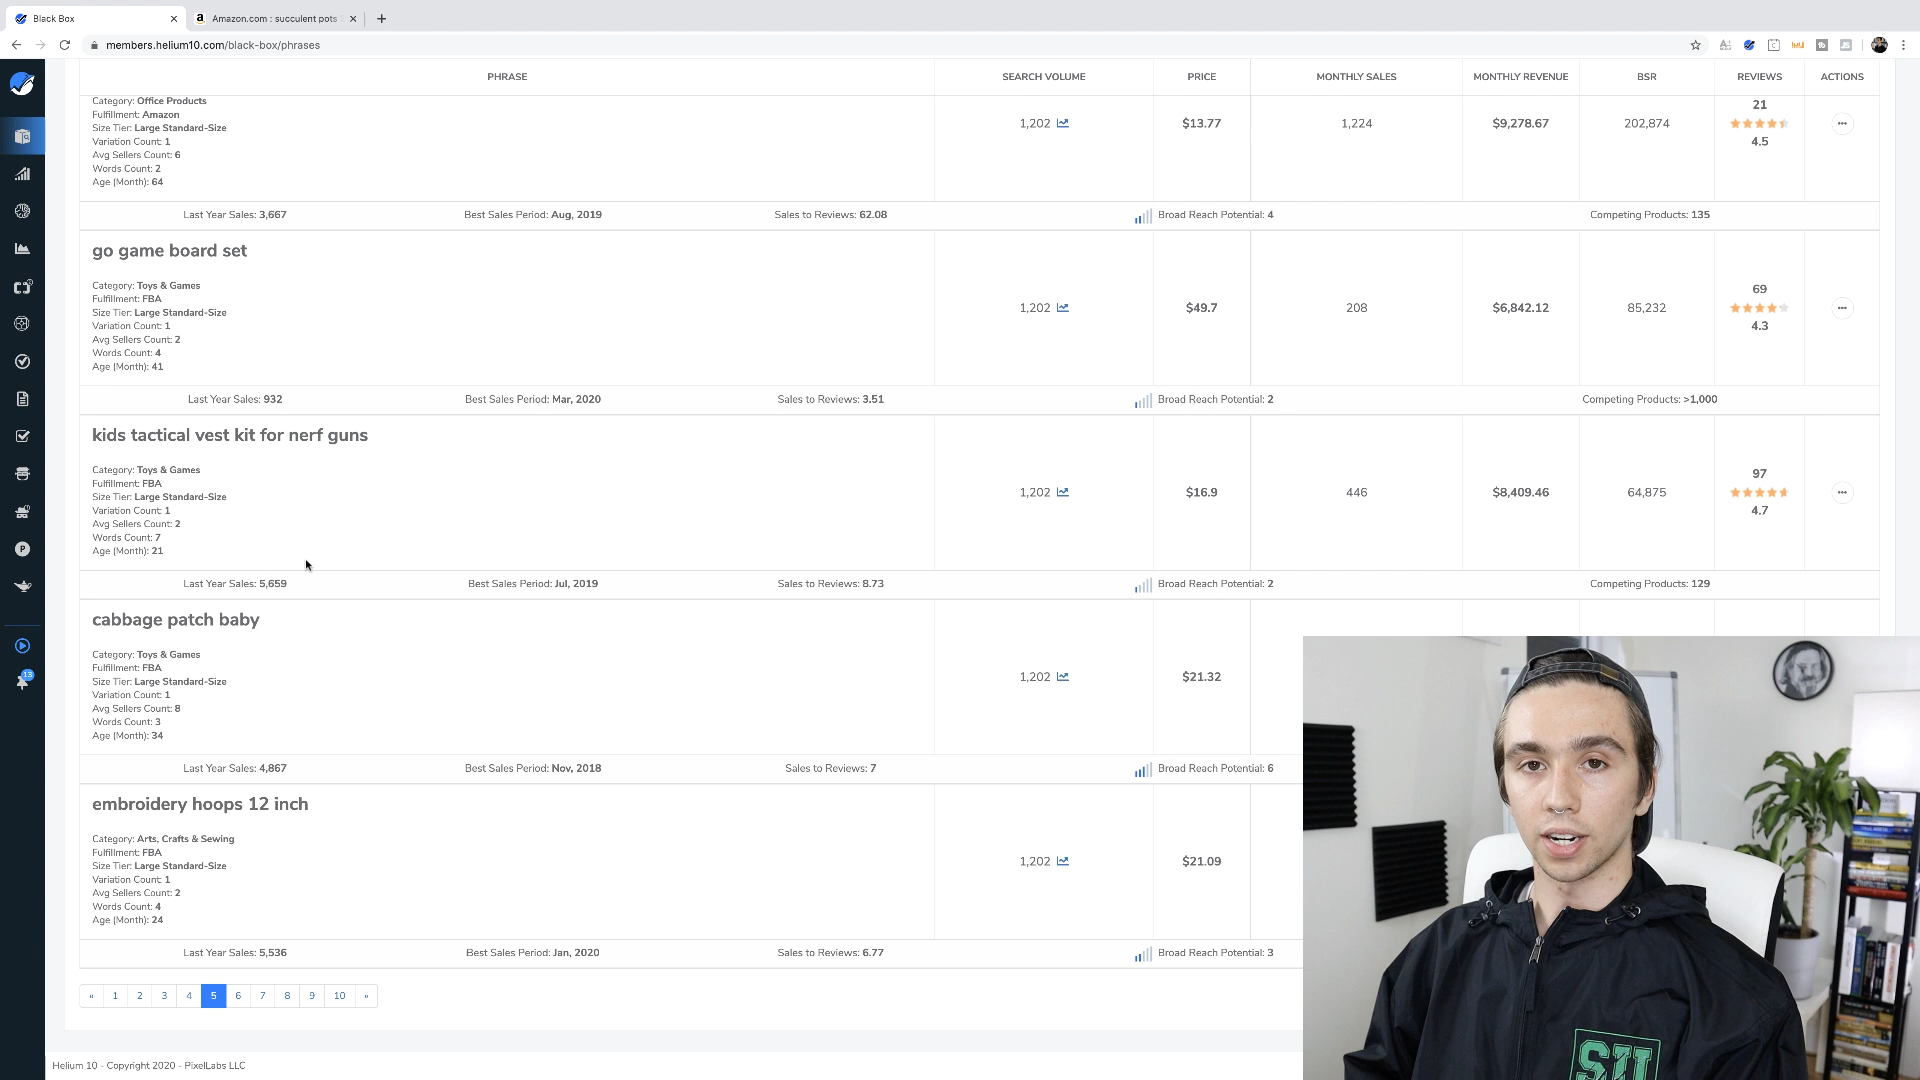 Black Box
Amazon.com : succulent pots
members.helium10.com/black-box/phrases
PHRASE SEARCH VOLUME PRICE MONTHLY SALES MONTHLY REVENUE BSR REVIEWS ACTIONS
Category: Office Products
Fulfillment: Amazon
Size Tier: Large Standard-Size
Variation Count: 1
Avg Sellers Count: 6
Words Count: 2
Age (Month): 64
1,202 $13.77 1,224 $9,278.67 202,874
21
4.5
Last Year Sales: 3,667 Best Sales Period: Aug, 2019 Sales to Reviews: 62.08 Broad Reach Potential: 4 Competing Products: 135
go game board set
Category: Toys & Games
Fulfillment: FBA
Size Tier: Large Standard-Size
Variation Count: 1
Avg Sellers Count: 2
Words Count: 4
Age (Month): 41
1,202 $49.7 208 $6,842.12 85,232
69
4.3
Last Year Sales: 932 Best Sales Period: Mar, 2020 Sales to Reviews: 3.51 Broad Reach Potential: 2 Competing Products: >1,000
kids tactical vest kit for nerf guns
Category: Toys & Games
Fulfillment: FBA
Size Tier: Large Standard-Size
Variation Count: 1
Avg Sellers Count: 2
Words Count: 7
Age (Month): 21
1,202 $16.9 446 $8,409.46 64,875
97
4.7
Last Year Sales: 5,659 Best Sales Period: Jul, 2019 Sales to Reviews: 8.73 Broad Reach Potential: 2 Competing Products: 129
cabbage patch baby
Category: Toys & Games
Fulfillment: FBA
Size Tier: Large Standard-Size
Variation Count: 1
Avg Sellers Count: 8
Words Count: 3
Age (Month): 34
1,202 $21.32
Last Year Sales: 4,867 Best Sales Period: Nov, 2018 Sales to Reviews: 7 Broad Reach Potential: 6
embroidery hoops 12 inch
Category: Arts, Crafts & Sewing
Fulfillment: FBA
Size Tier: Large Standard-Size
Variation Count: 1
Avg Sellers Count: 2
Words Count: 4
Age (Month): 24
1,202 $21.09
Last Year Sales: 5,536 Best Sales Period: Jan, 2020 Sales to Reviews: 6.77 Broad Reach Potential: 3
« 1 2 3 4 5 6 7 8 9 10 »
Helium 10 - Copyright 2020 - PixelLabs LLC
13
P